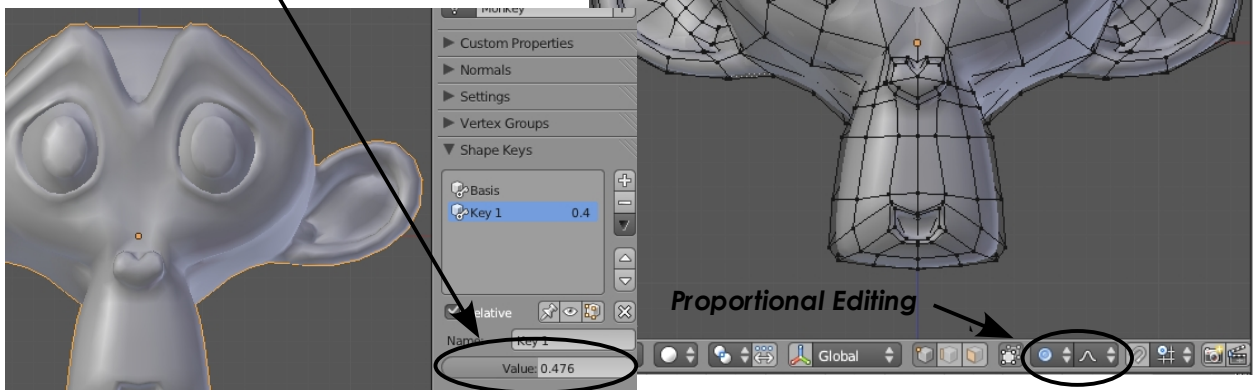 Monkey
Custom Properties
Normals
Settings
Vertex Groups
Shape Keys
Basis
Key 1 0.4
elative
Name: Key 1
Value: 0.476
Proportional Editing
Global